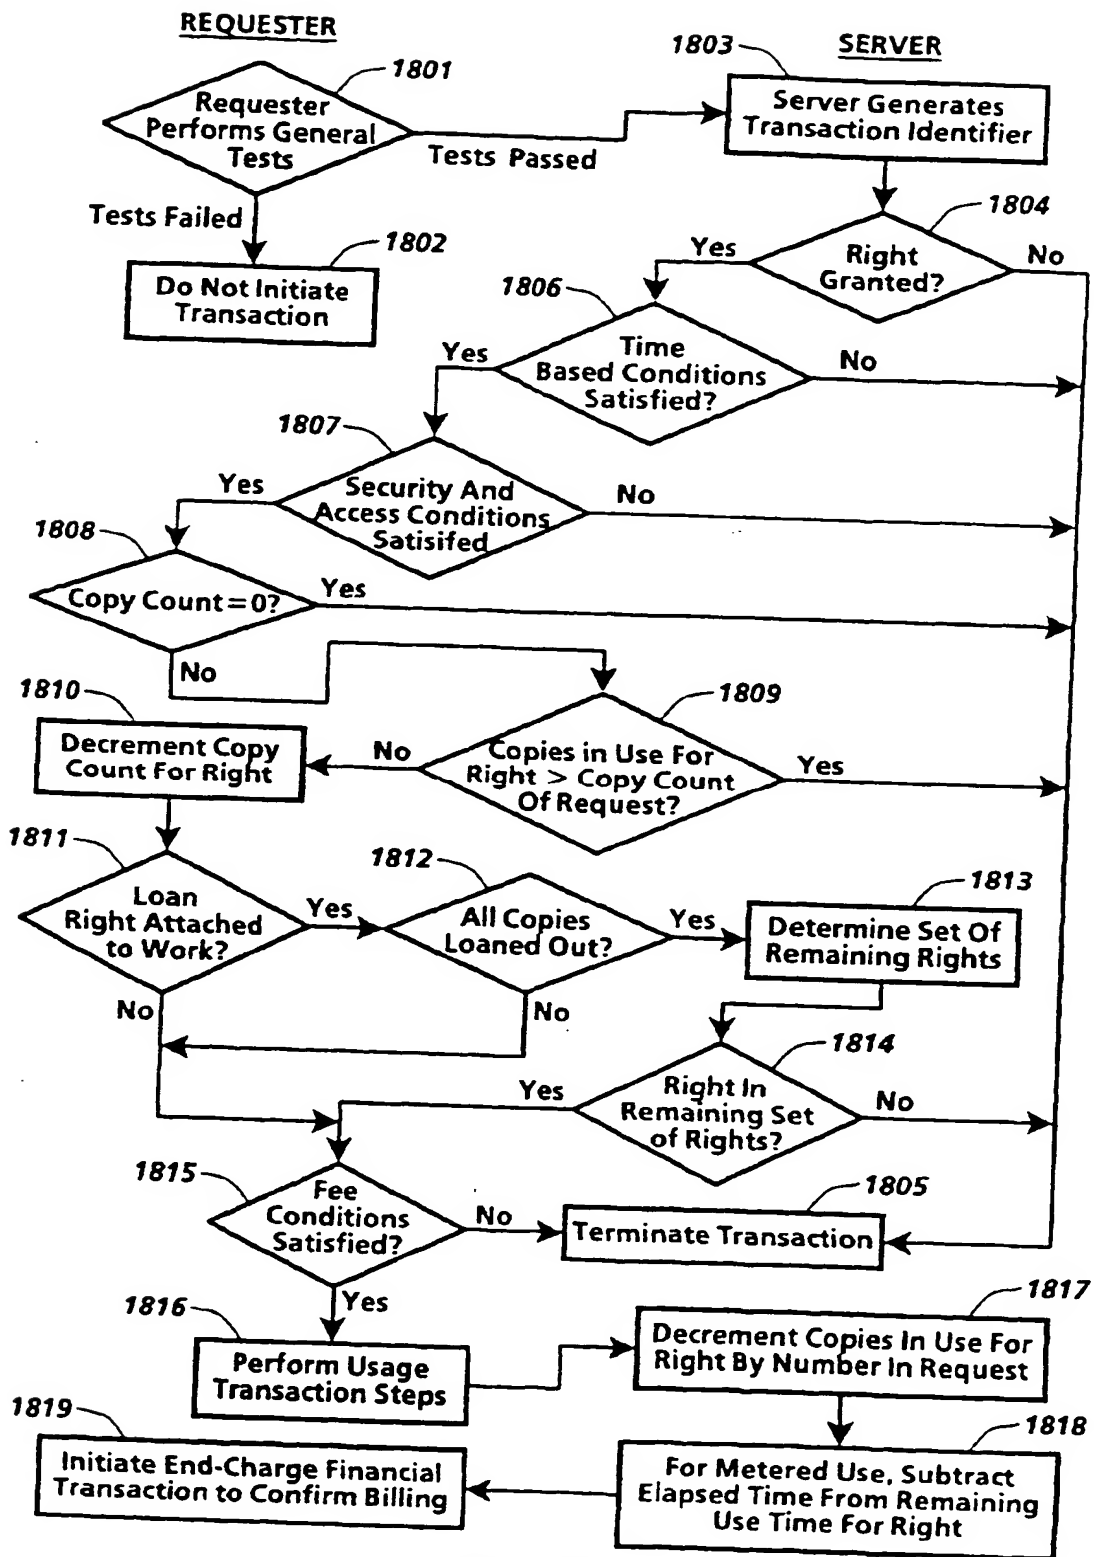 REQUESTER
SERVER
1801
Requester
Performs General
Tests
Tests Passed
1803
Server Generates
Transaction Identifier
Tests Failed
1802
Do Not Initiate
Transaction
1804
Right
Granted?
Yes
No
1806
Time
Based Conditions
Satisfied?
Yes
No
1807
Security And
Access Conditions
Satisifed
Yes
No
1808
Copy Count = 0?
Yes
No
1809
Copies in Use For
Right > Copy Count
Of Request?
No
Yes
1810
Decrement Copy
Count For Right
1811
Loan
Right Attached
to Work?
Yes
No
1812
All Copies
Loaned Out?
Yes
No
1813
Determine Set Of
Remaining Rights
1814
Right In
Remaining Set
of Rights?
Yes
No
1815
Fee
Conditions
Satisfied?
No
Yes
1805
Terminate Transaction
1816
Perform Usage
Transaction Steps
1817
Decrement Copies In Use For
Right By Number In Request
1818
For Metered Use, Subtract
Elapsed Time From Remaining
Use Time For Right
1819
Initiate End-Charge Financial
Transaction to Confirm Billing